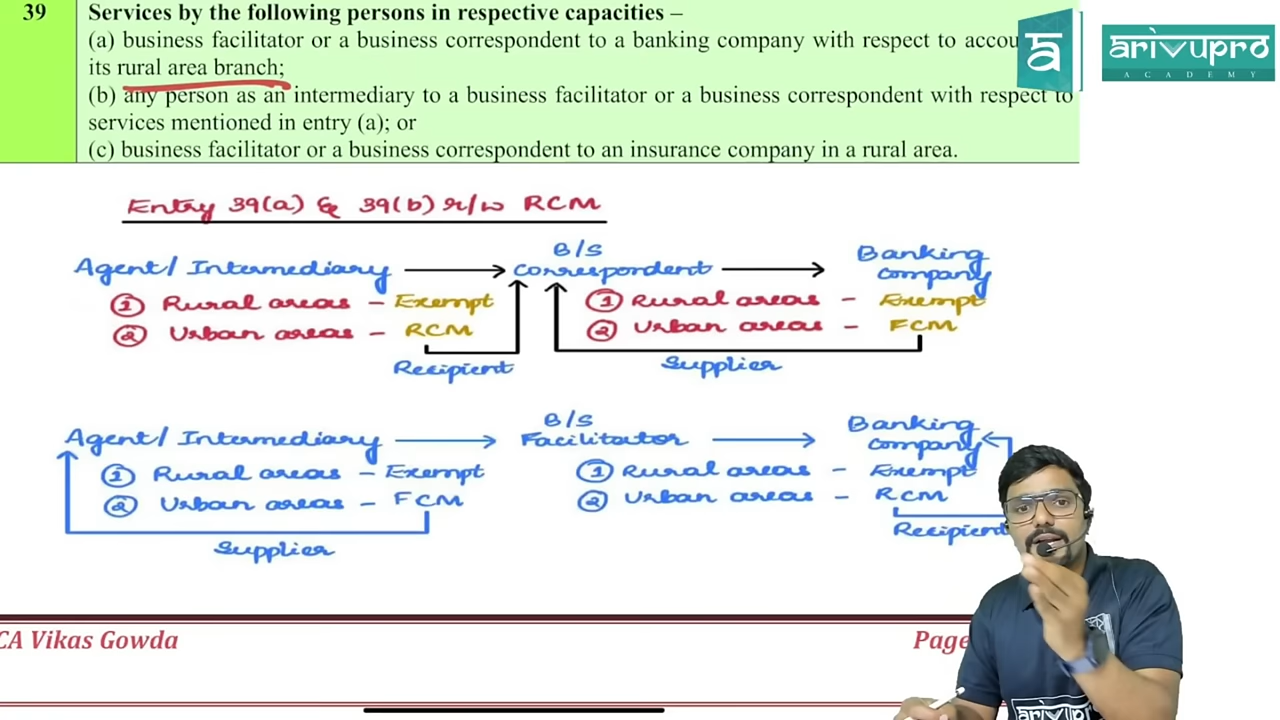 39
Services by the following persons in respective capacities –
(a) business facilitator or a business correspondent to a banking company with respect to
its rural area branch;
(b) any person as an intermediary to a business facilitator or a business correspondent with respect to
services mentioned in entry (a); or
(c) business facilitator or a business correspondent to an insurance company in a rural area.
arivupro
ACADEMY
Entry 39(a) & 39(b) r/w RCM
Agent/ Intermediary
B/S
Correspondent
Banking
company
① Rural areas - Exempt
② Urban areas - RCM
Recipient
① Rural areas - Exempt
② Urban areas - FCM
Supplier
Agent/ Intermediary
B/S
Facilitator
Banking
company
① Rural areas - Exempt
② Urban areas - FCM
Supplier
① Rural areas - Exempt
② Urban areas - RCM
Recipient
CA Vikas Gowda
Page